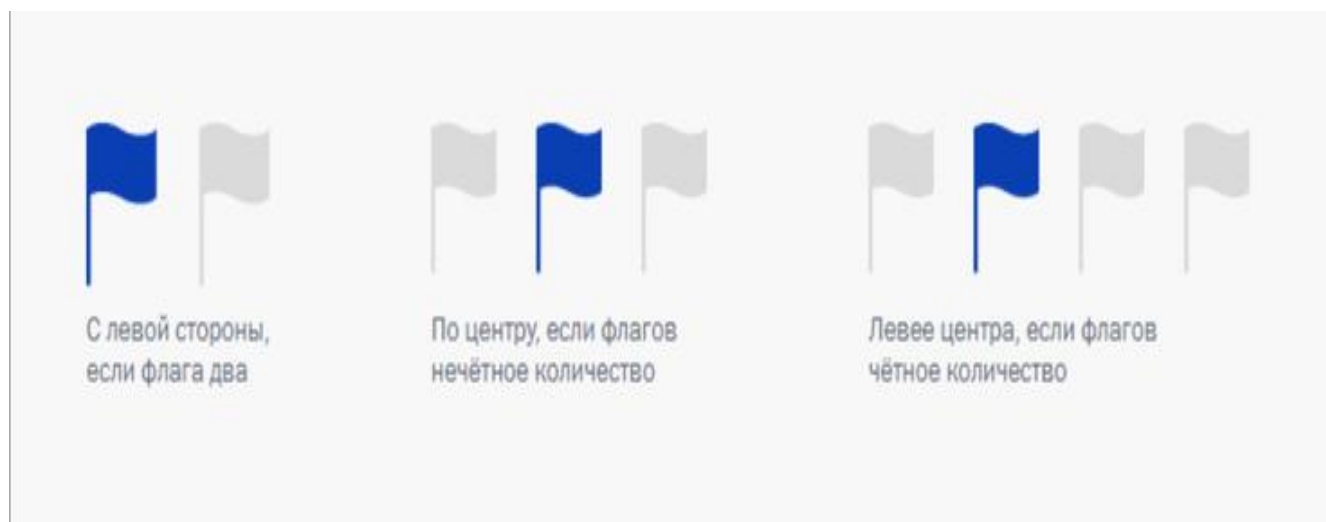 С левой стороны,
если флага два
По центру, если флагов
нечётное количество
Левее центра, если флагов
чётное количество